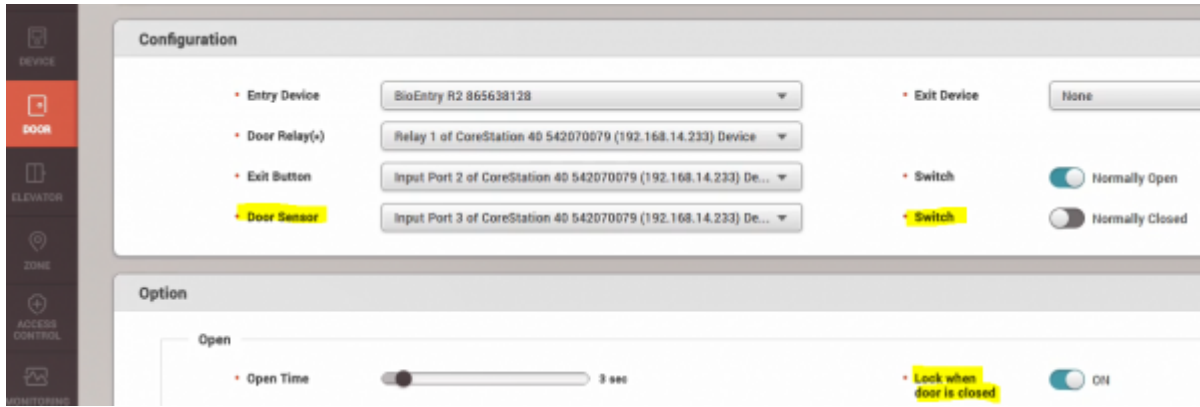 DEVICE
DOOR
ELEVATOR
ZONE
ACCESS
CONTROL
MONITORING
Configuration
Entry Device
BioEntry R2 865638128
Exit Device
None
Door Relay(*)
Relay 1 of CoreStation 40 542070079 (192.168.14.233) Device
Exit Button
Input Port 2 of CoreStation 40 542070079 (192.168.14.233) De...
Switch
Normally Open
Door Sensor
Input Port 3 of CoreStation 40 542070079 (192.168.14.233) De...
Switch
Normally Closed
Option
Open
Open Time
3 sec
Lock when
door is closed
ON